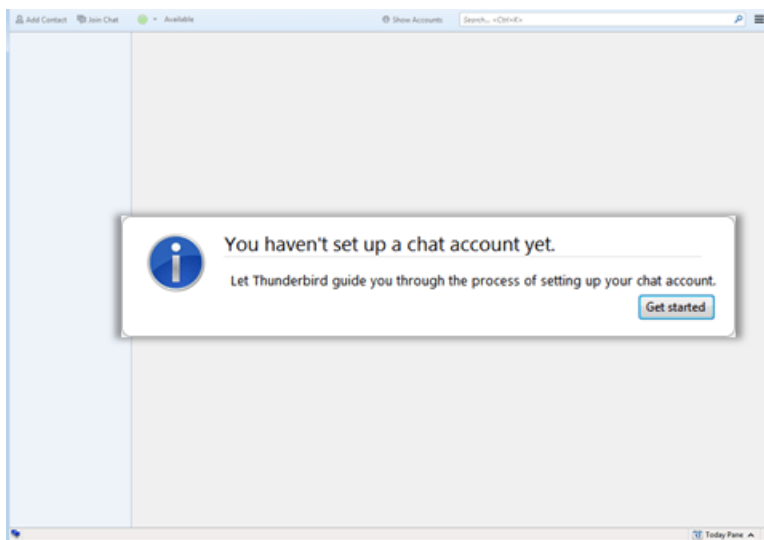 Add Contact Join Chat Available Show Accounts Search... <Ctrl+K>
You haven't set up a chat account yet.
Let Thunderbird guide you through the process of setting up your chat account.
Get started
Today Pane